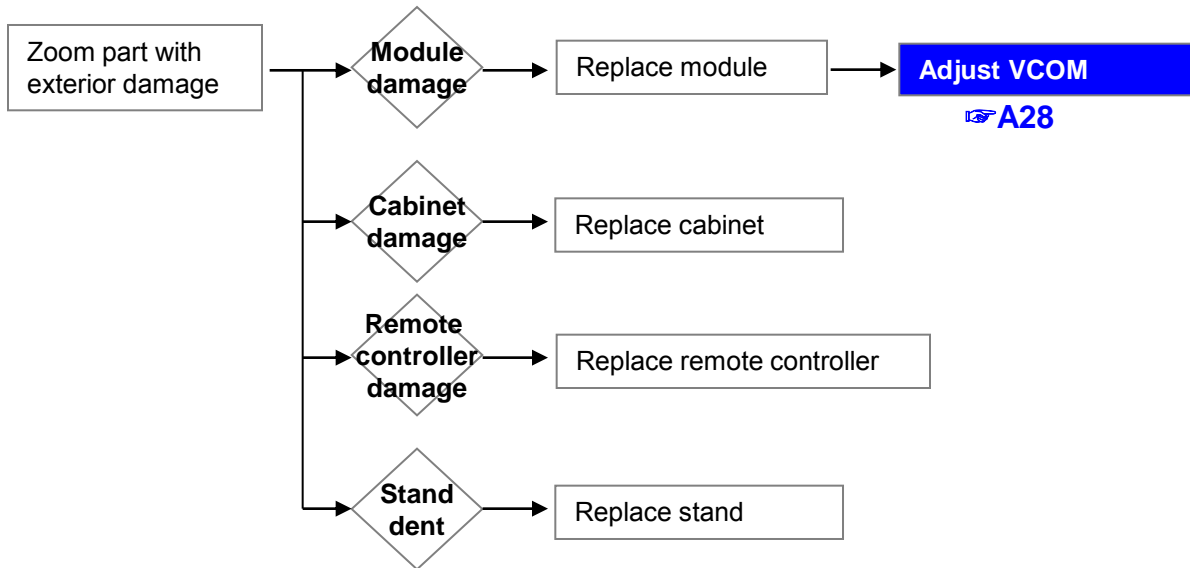 Zoom part with
exterior damage
Module
damage
Replace module
Adjust VCOM
☞A28
Cabinet
damage
Replace cabinet
Remote
controller
damage
Replace remote controller
Stand
dent
Replace stand